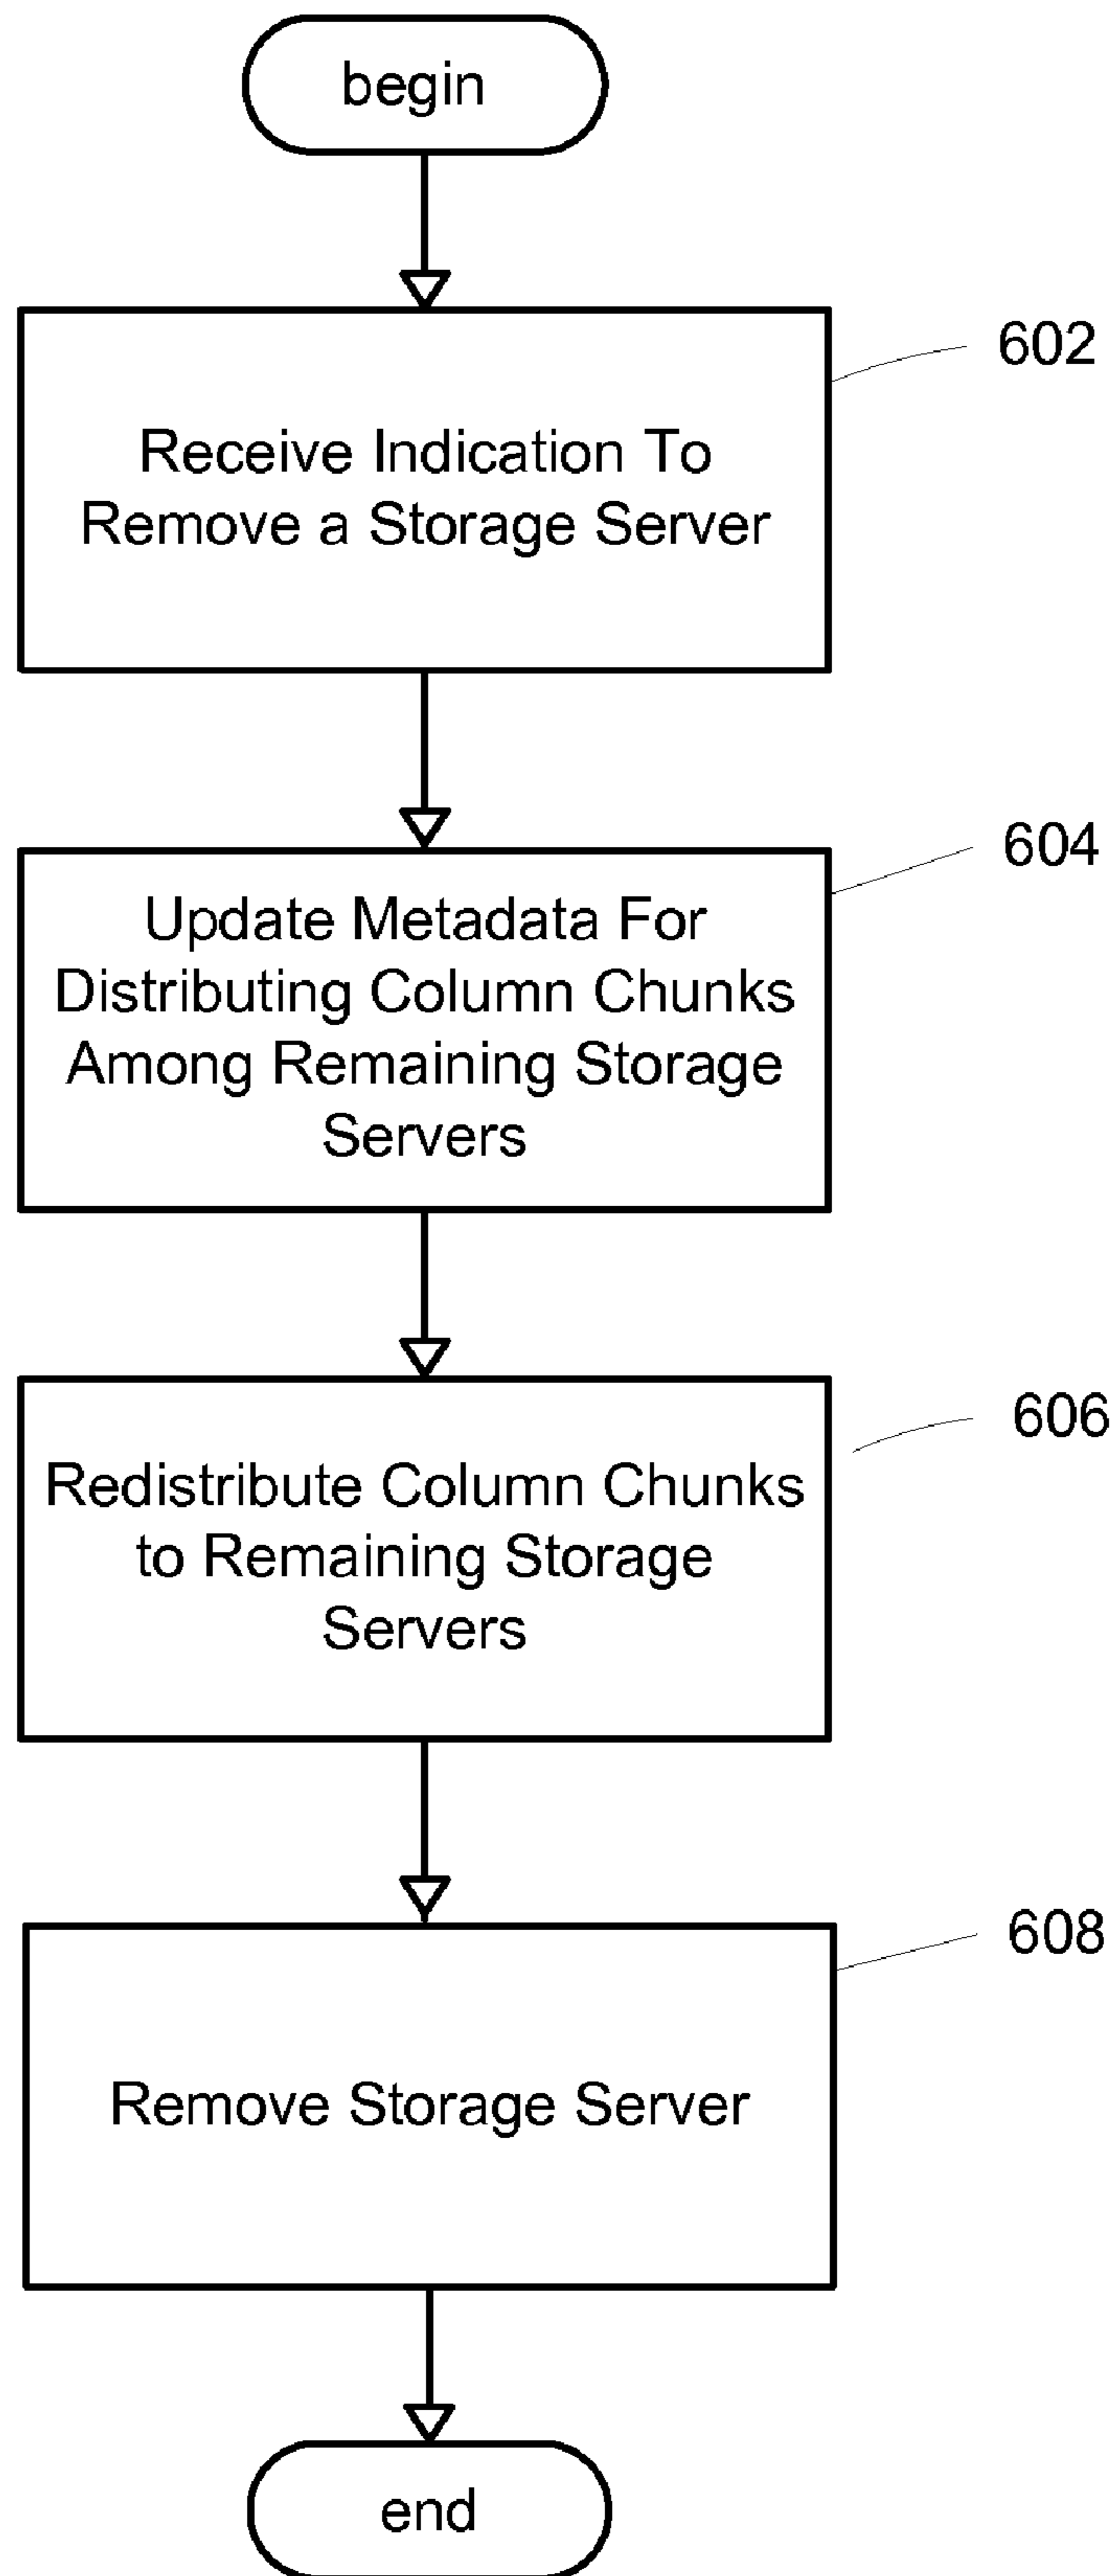 begin
602
Receive Indication To
Remove a Storage Server
604
Update Metadata For
Distributing Column Chunks
Among Remaining Storage
Servers
606
Redistribute Column Chunks
to Remaining Storage
Servers
608
Remove Storage Server
end